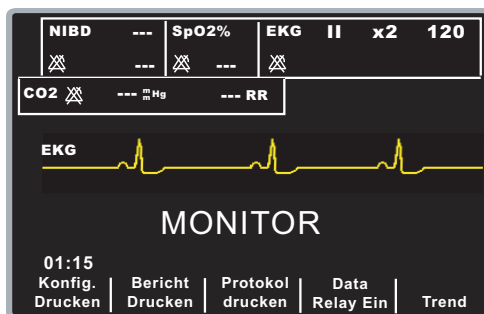 NIBD --- SpO2% EKG II x2 120
--- ---
CO2 --- mmHg --- RR
EKG
MONITOR
01:15
Konfig. Bericht Protokol Data
Drucken Drucken drucken Relay Ein Trend